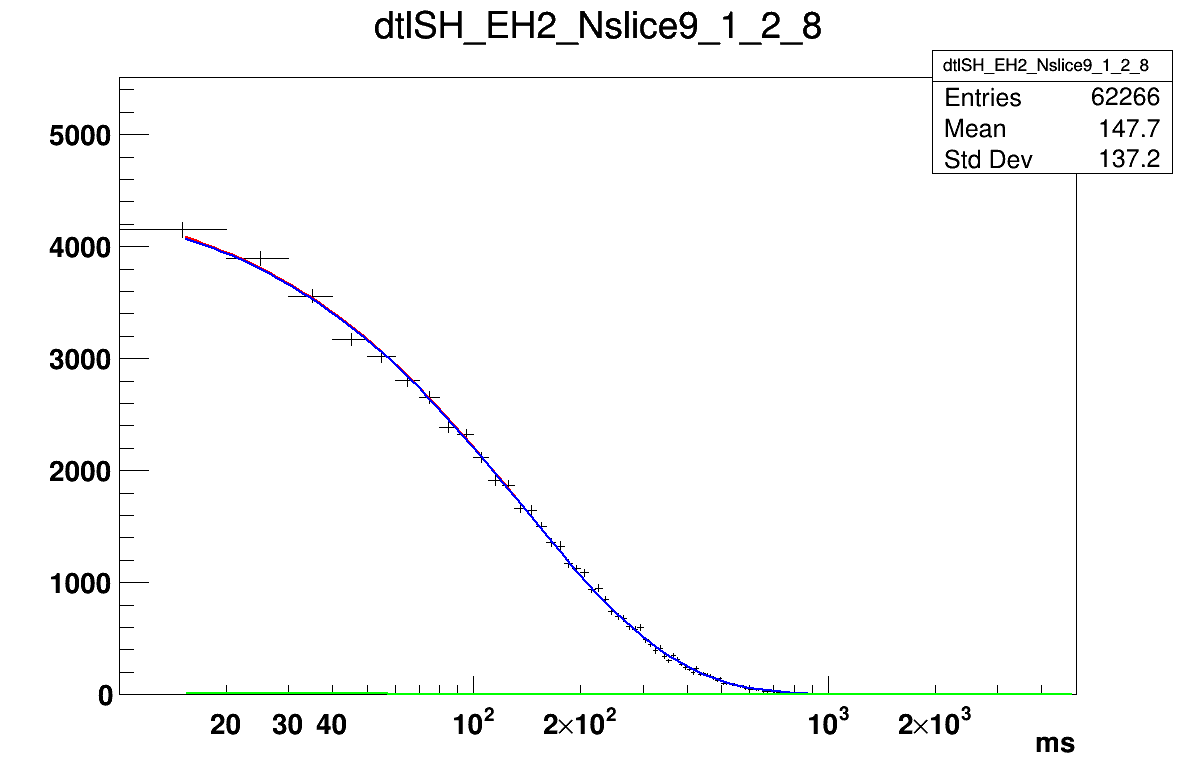 dtISH_EH2_Nslice9_1_2_8
dtISH_EH2_Nslice9_1_2_8
Entries 62266
Mean 147.7
Std Dev 137.2
5000
4000
3000
2000
1000
0
20 30 40 10² 2×10² 10³ 2×10³
ms